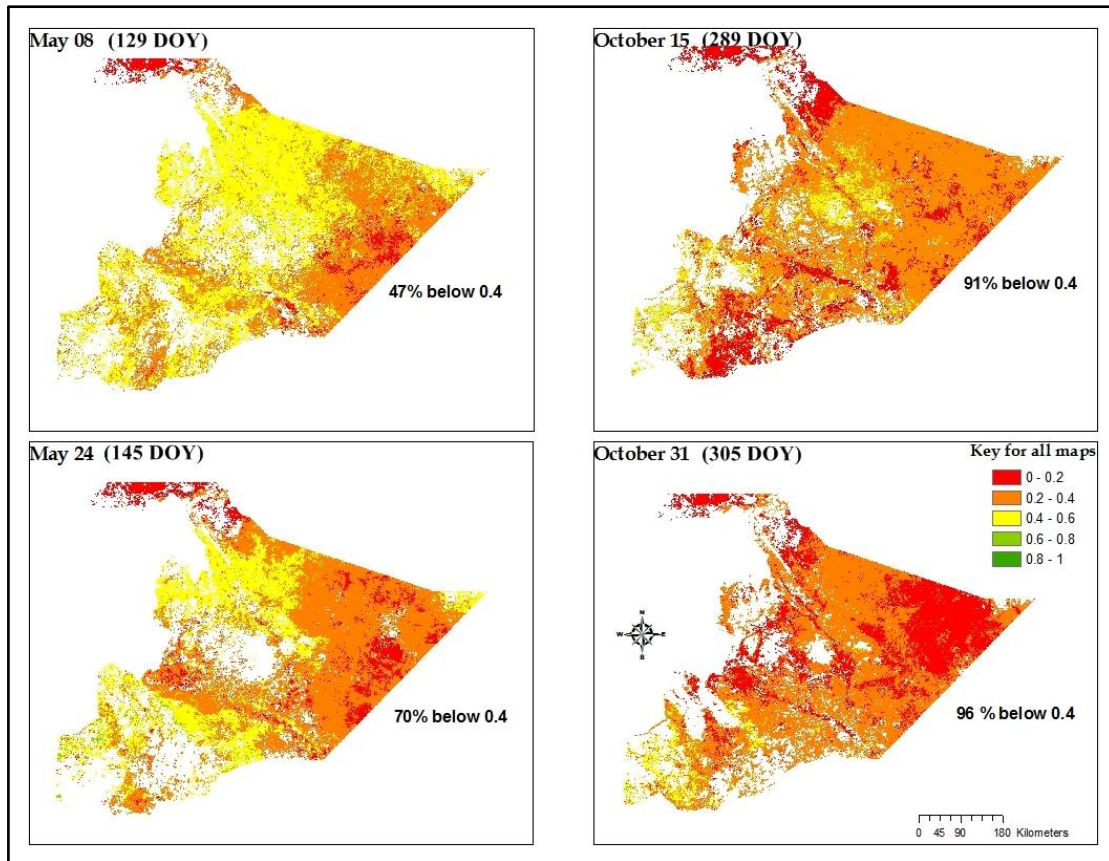 May 08 (129 DOY)
47% below 0.4
October 15 (289 DOY)
91% below 0.4
May 24 (145 DOY)
70% below 0.4
October 31 (305 DOY)
Key for all maps
0 - 0.2
0.2 - 0.4
0.4 - 0.6
0.6 - 0.8
0.8 - 1
N
W E
S
96 % below 0.4
0 45 90 180 Kilometers